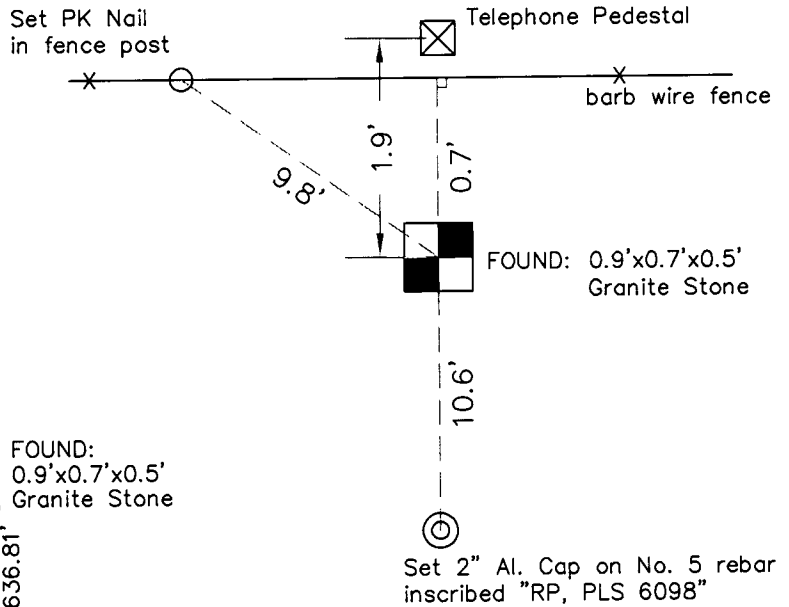 Set PK Nail
in fence post
Telephone Pedestal
barb wire fence
1.9'
0.7'
9.8'
FOUND: 0.9'x0.7'x0.5'
Granite Stone
10.6'
FOUND:
0.9'x0.7'x0.5'
Granite Stone
636.81'
Set 2" Al. Cap on No. 5 rebar
inscribed "RP, PLS 6098"